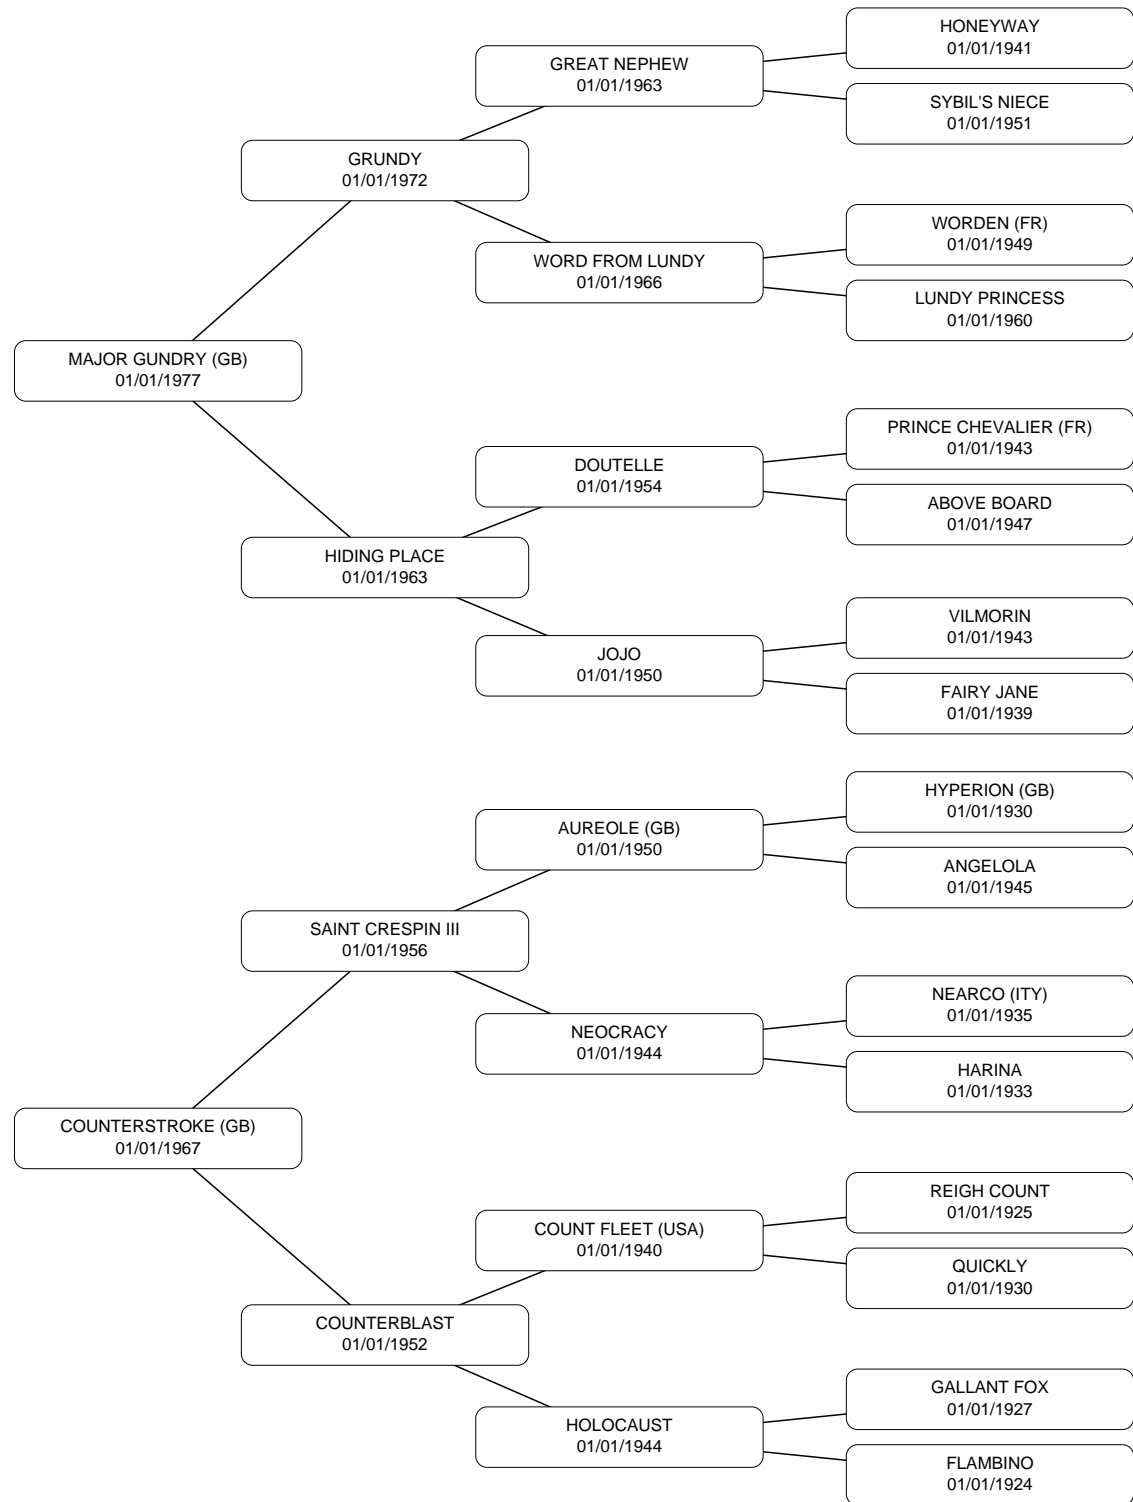 HONEYWAY
01/01/1941
GREAT NEPHEW
01/01/1963
SYBIL'S NIECE
01/01/1951
GRUNDY
01/01/1972
WORDEN (FR)
01/01/1949
WORD FROM LUNDY
01/01/1966
LUNDY PRINCESS
01/01/1960
MAJOR GUNDRY (GB)
01/01/1977
PRINCE CHEVALIER (FR)
01/01/1943
DOUTELLE
01/01/1954
ABOVE BOARD
01/01/1947
HIDING PLACE
01/01/1963
VILMORIN
01/01/1943
JOJO
01/01/1950
FAIRY JANE
01/01/1939
HYPERION (GB)
01/01/1930
AUREOLE (GB)
01/01/1950
ANGELOLA
01/01/1945
SAINT CRESPIN III
01/01/1956
NEARCO (ITY)
01/01/1935
NEOCRACY
01/01/1944
HARINA
01/01/1933
COUNTERSTROKE (GB)
01/01/1967
REIGH COUNT
01/01/1925
COUNT FLEET (USA)
01/01/1940
QUICKLY
01/01/1930
COUNTERBLAST
01/01/1952
GALLANT FOX
01/01/1927
HOLOCAUST
01/01/1944
FLAMBINO
01/01/1924